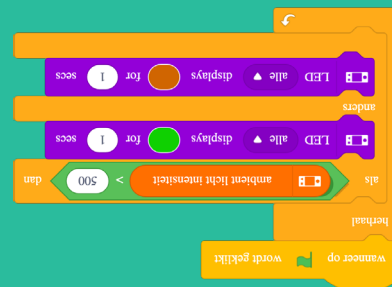 wanneer op wordt geklikt
herhaal
als ambient licht intensiteit > 500 dan
LED alle displays for 1 secs
anders
LED alle displays for 1 secs